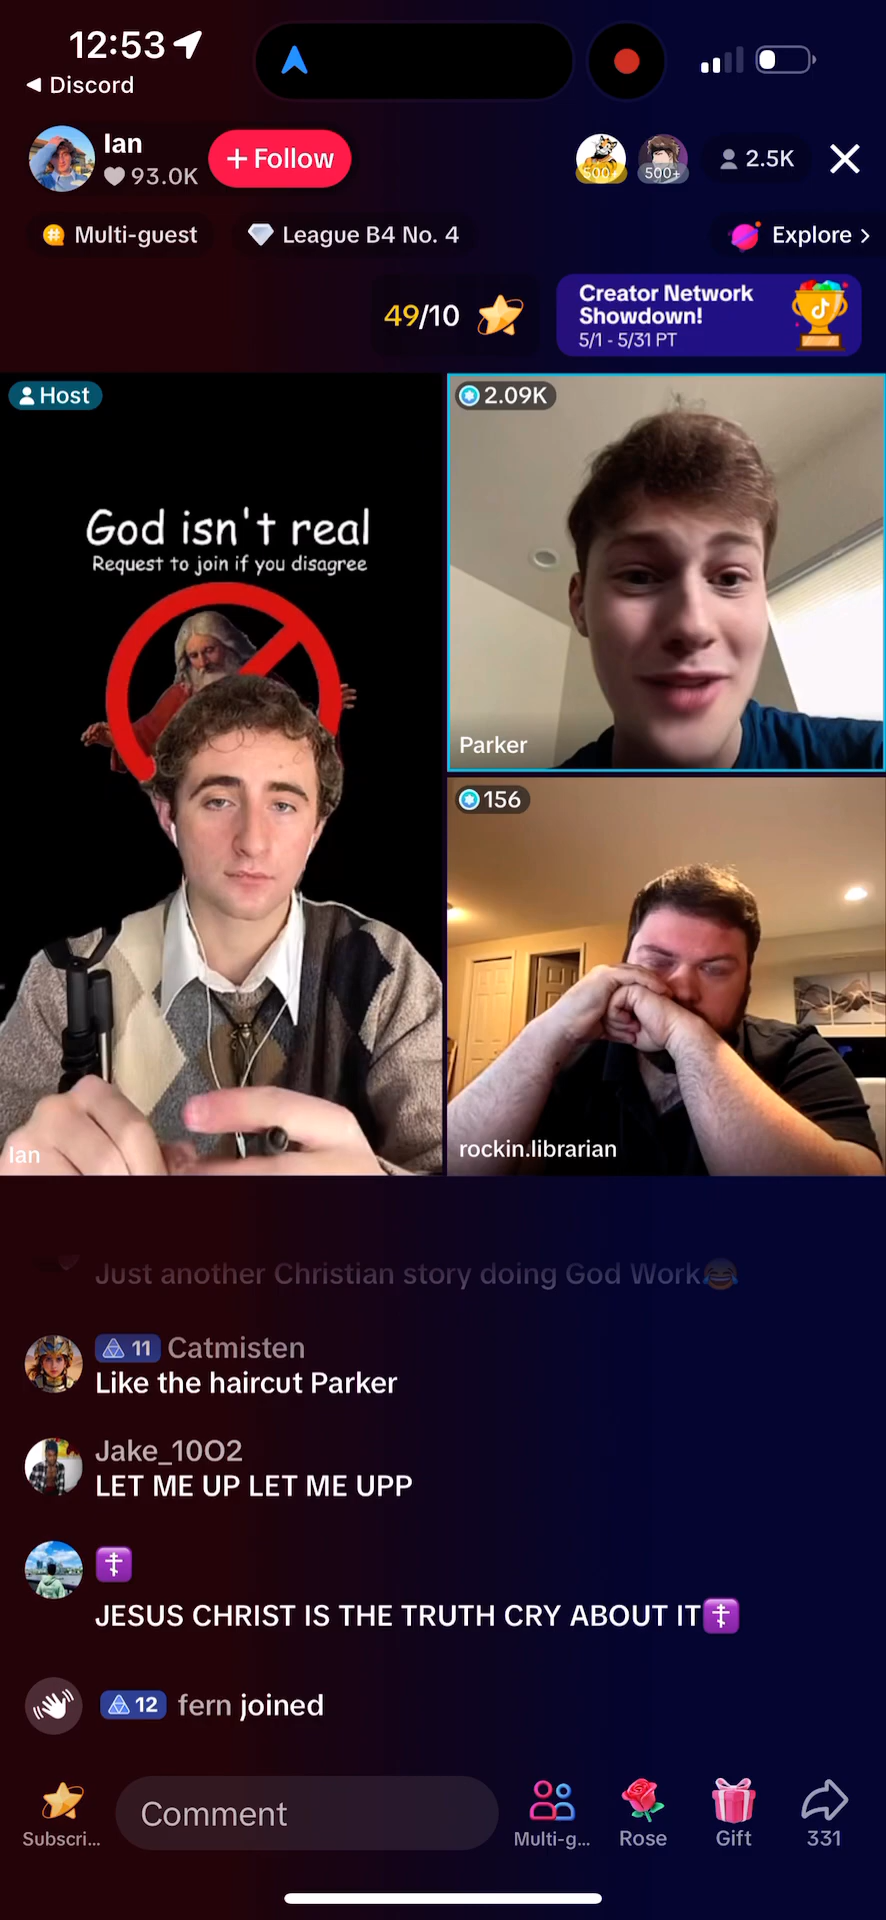 12:53
◀ Discord
Ian
93.0K
+ Follow
500+
500+
2.5K
Multi-guest
League B4 No. 4
Explore >
49/10
Creator Network
Showdown!
5/1 - 5/31 PT
Host
God isn't real
Request to join if you disagree
Ian
2.09K
Parker
156
rockin.librarian
Just another Christian story doing God Work😂
11 Catmisten
Like the haircut Parker
Jake_10O2
LET ME UP LET ME UPP
☦️
JESUS CHRIST IS THE TRUTH CRY ABOUT IT☦️
12 fern joined
Subscri...
Comment
Multi-g...
Rose
Gift
331